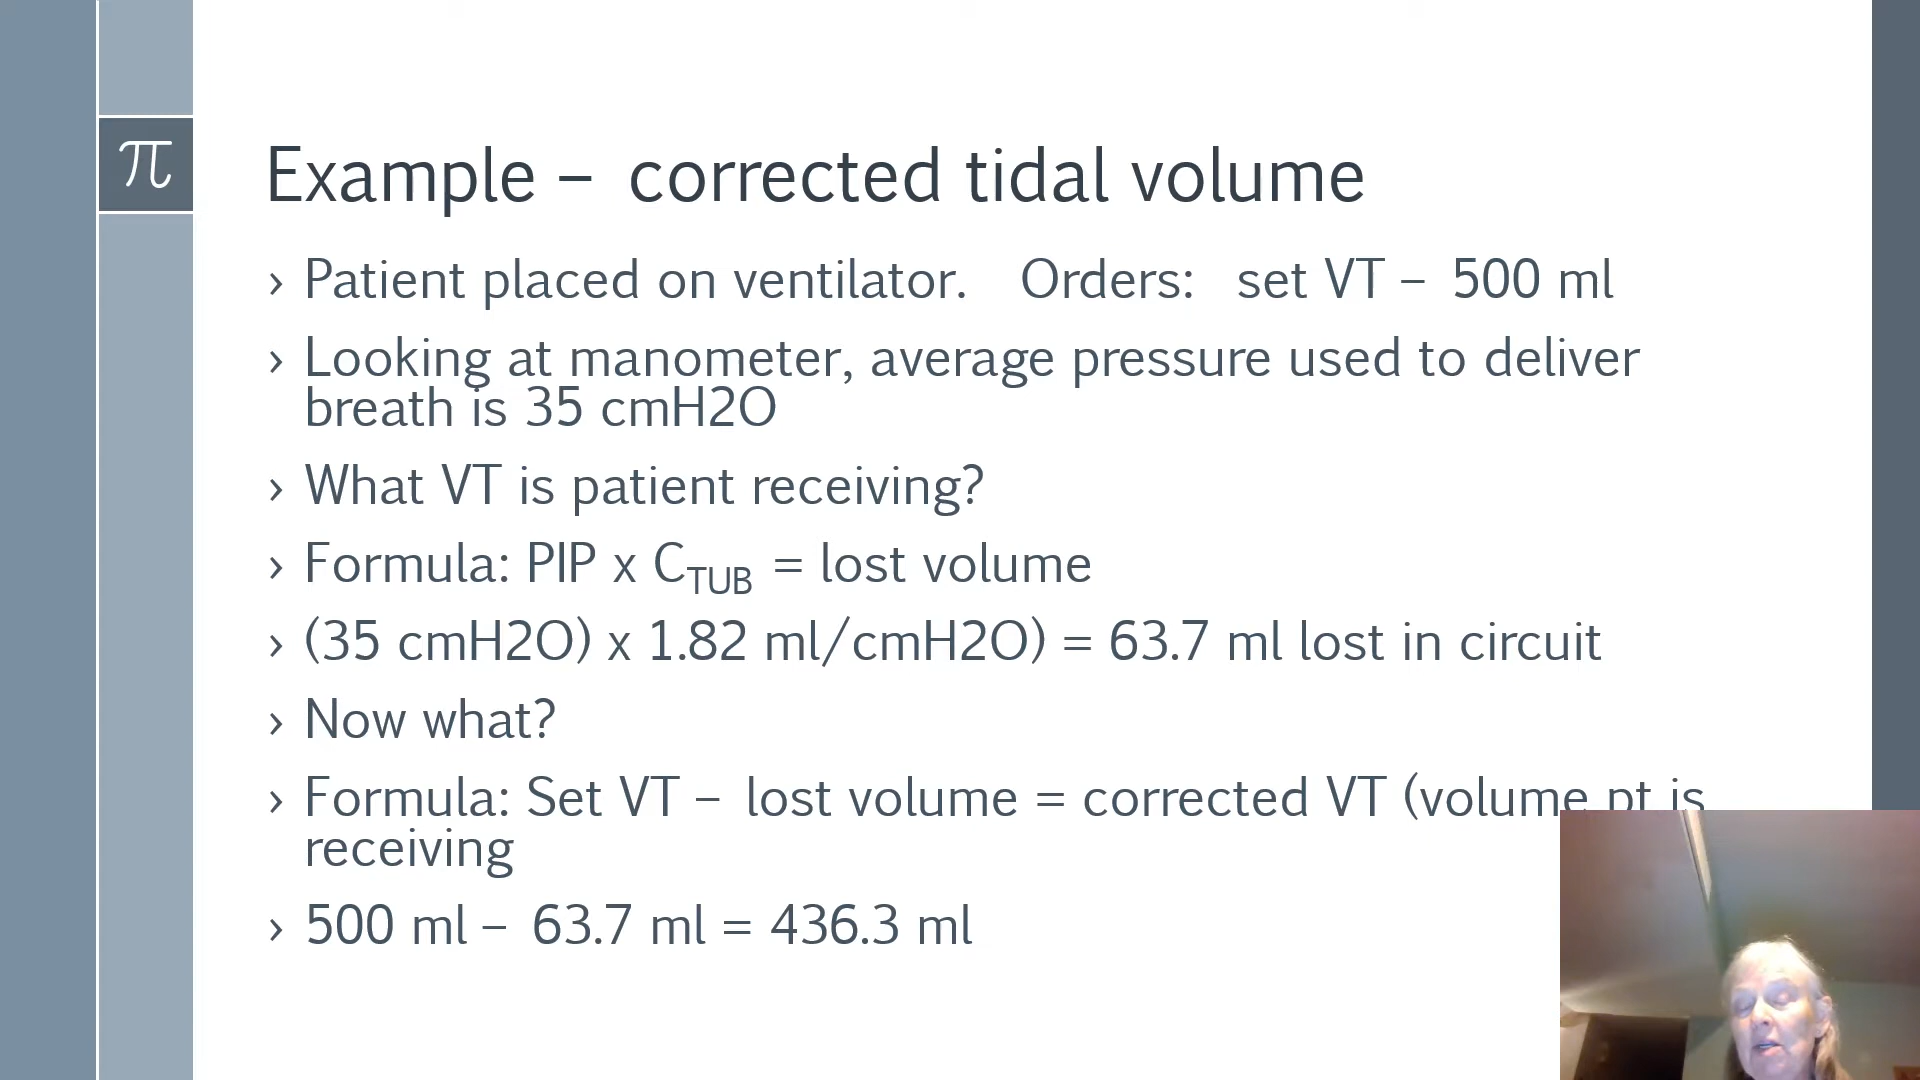 π
Example – corrected tidal volume
› Patient placed on ventilator. Orders: set VT – 500 ml
› Looking at manometer, average pressure used to deliver
breath is 35 cmH2O
› What VT is patient receiving?
› Formula: PIP x C_TUB = lost volume
› (35 cmH2O) x 1.82 ml/cmH2O) = 63.7 ml lost in circuit
› Now what?
› Formula: Set VT – lost volume = corrected VT (volume pt is
receiving
› 500 ml – 63.7 ml = 436.3 ml